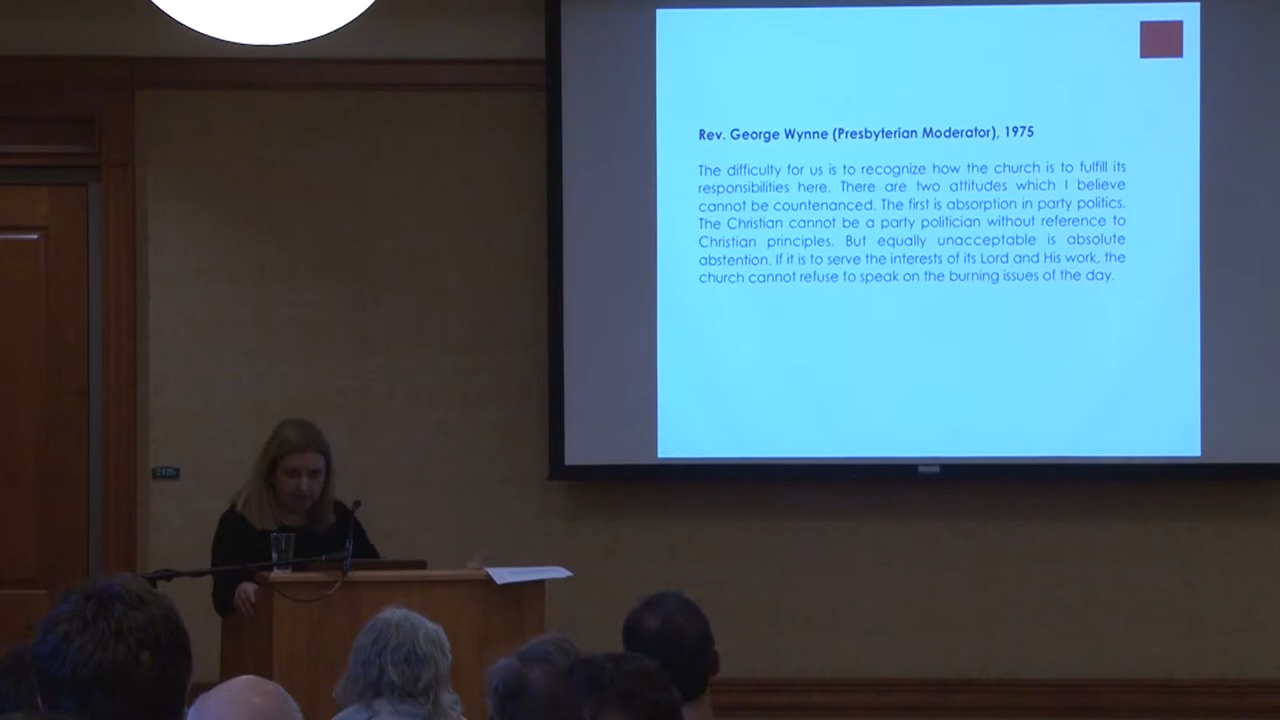 Rev. George Wynne (Presbyterian Moderator), 1975
The difficulty for us is to recognize how the church is to fulfill its
responsibilities here. There are two attitudes which I believe
cannot be countenanced. The first is absorption in party politics.
The Christian cannot be a party politician without reference to
Christian principles. But equally unacceptable is absolute
abstention. If it is to serve the interests of its Lord and His work, the
church cannot refuse to speak on the burning issues of the day.